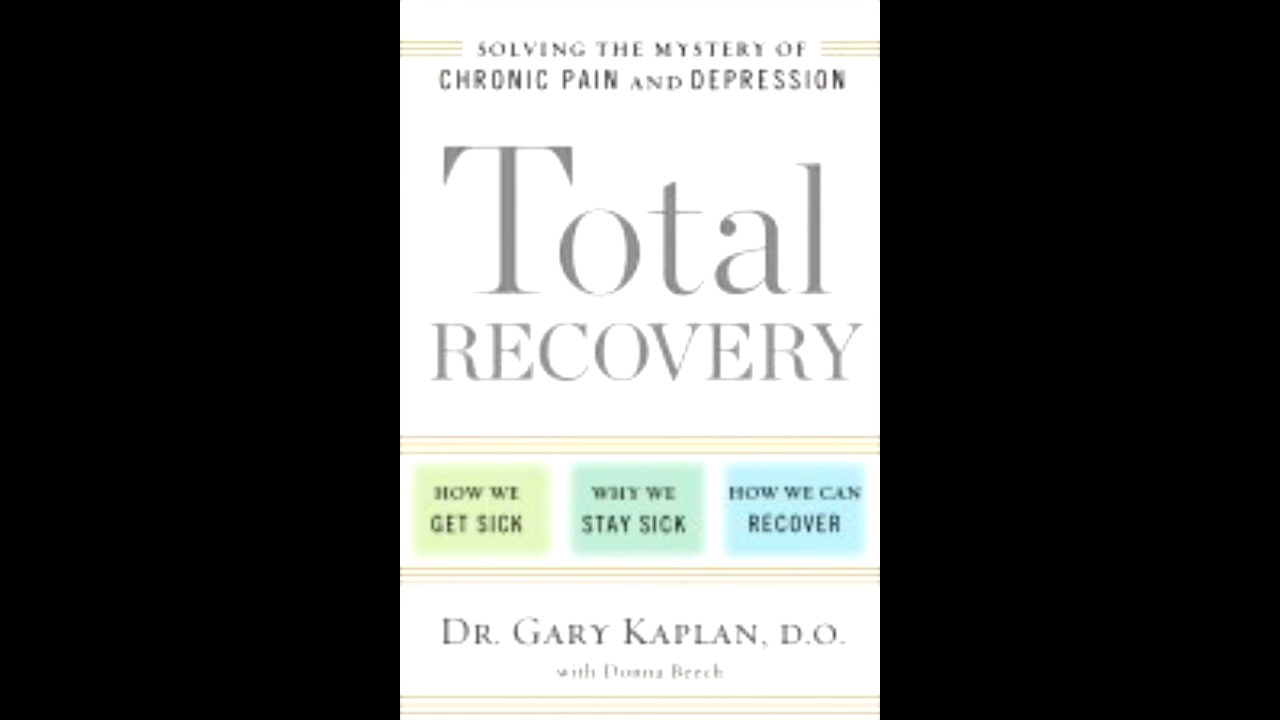 SOLVING THE MYSTERY OF
CHRONIC PAIN AND DEPRESSION
Total
RECOVERY
HOW WE
GET SICK
WHY WE
STAY SICK
HOW WE CAN
RECOVER
DR. GARY KAPLAN, D.O.
with Donna Beech